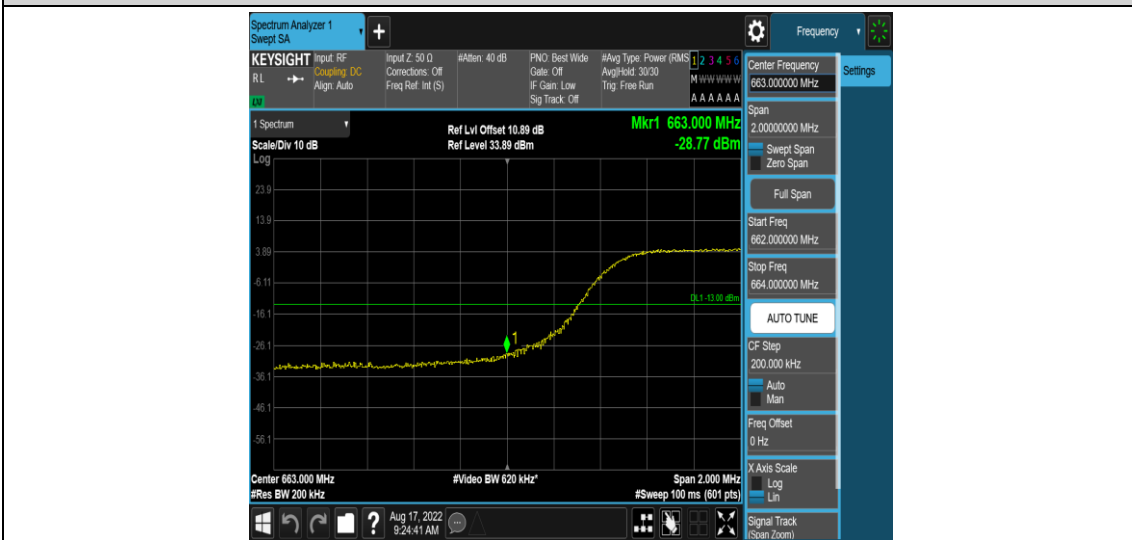 Spectrum Analyzer 1
Swept SA
+
Frequency
KEYSIGHT
RL
LNI
Input: RF
Coupling: DC
Align: Auto
Input Z: 50 Ω
Corrections: Off
Freq Ref: Int (S)
#Atten: 40 dB
PNO: Best Wide
Gate: Off
IF Gain: Low
Sig Track: Off
#Avg Type: Power (RMS
Avg|Hold: 30/30
Trig: Free Run
1 2 3 4 5 6
M W W W W W
A A A A A A
1 Spectrum
Scale/Div 10 dB
Ref Lvl Offset 10.89 dB
Ref Level 33.89 dBm
Mkr1 663.000 MHz
-28.77 dBm
Log
23.9
13.9
3.89
-6.11
-16.1
-26.1
-36.1
-46.1
-56.1
DL1 -13.00 dBm
1
Center 663.000 MHz
#Res BW 200 kHz
#Video BW 620 kHz*
Span 2.000 MHz
#Sweep 100 ms (601 pts)
Center Frequency
663.000000 MHz
Settings
Span
2.00000000 MHz
Swept Span
Zero Span
Full Span
Start Freq
662.000000 MHz
Stop Freq
664.000000 MHz
AUTO TUNE
CF Step
200.000 kHz
Auto
Man
Freq Offset
0 Hz
X Axis Scale
Log
Lin
Signal Track
(Span Zoom)
?
Aug 17, 2022
9:24:41 AM